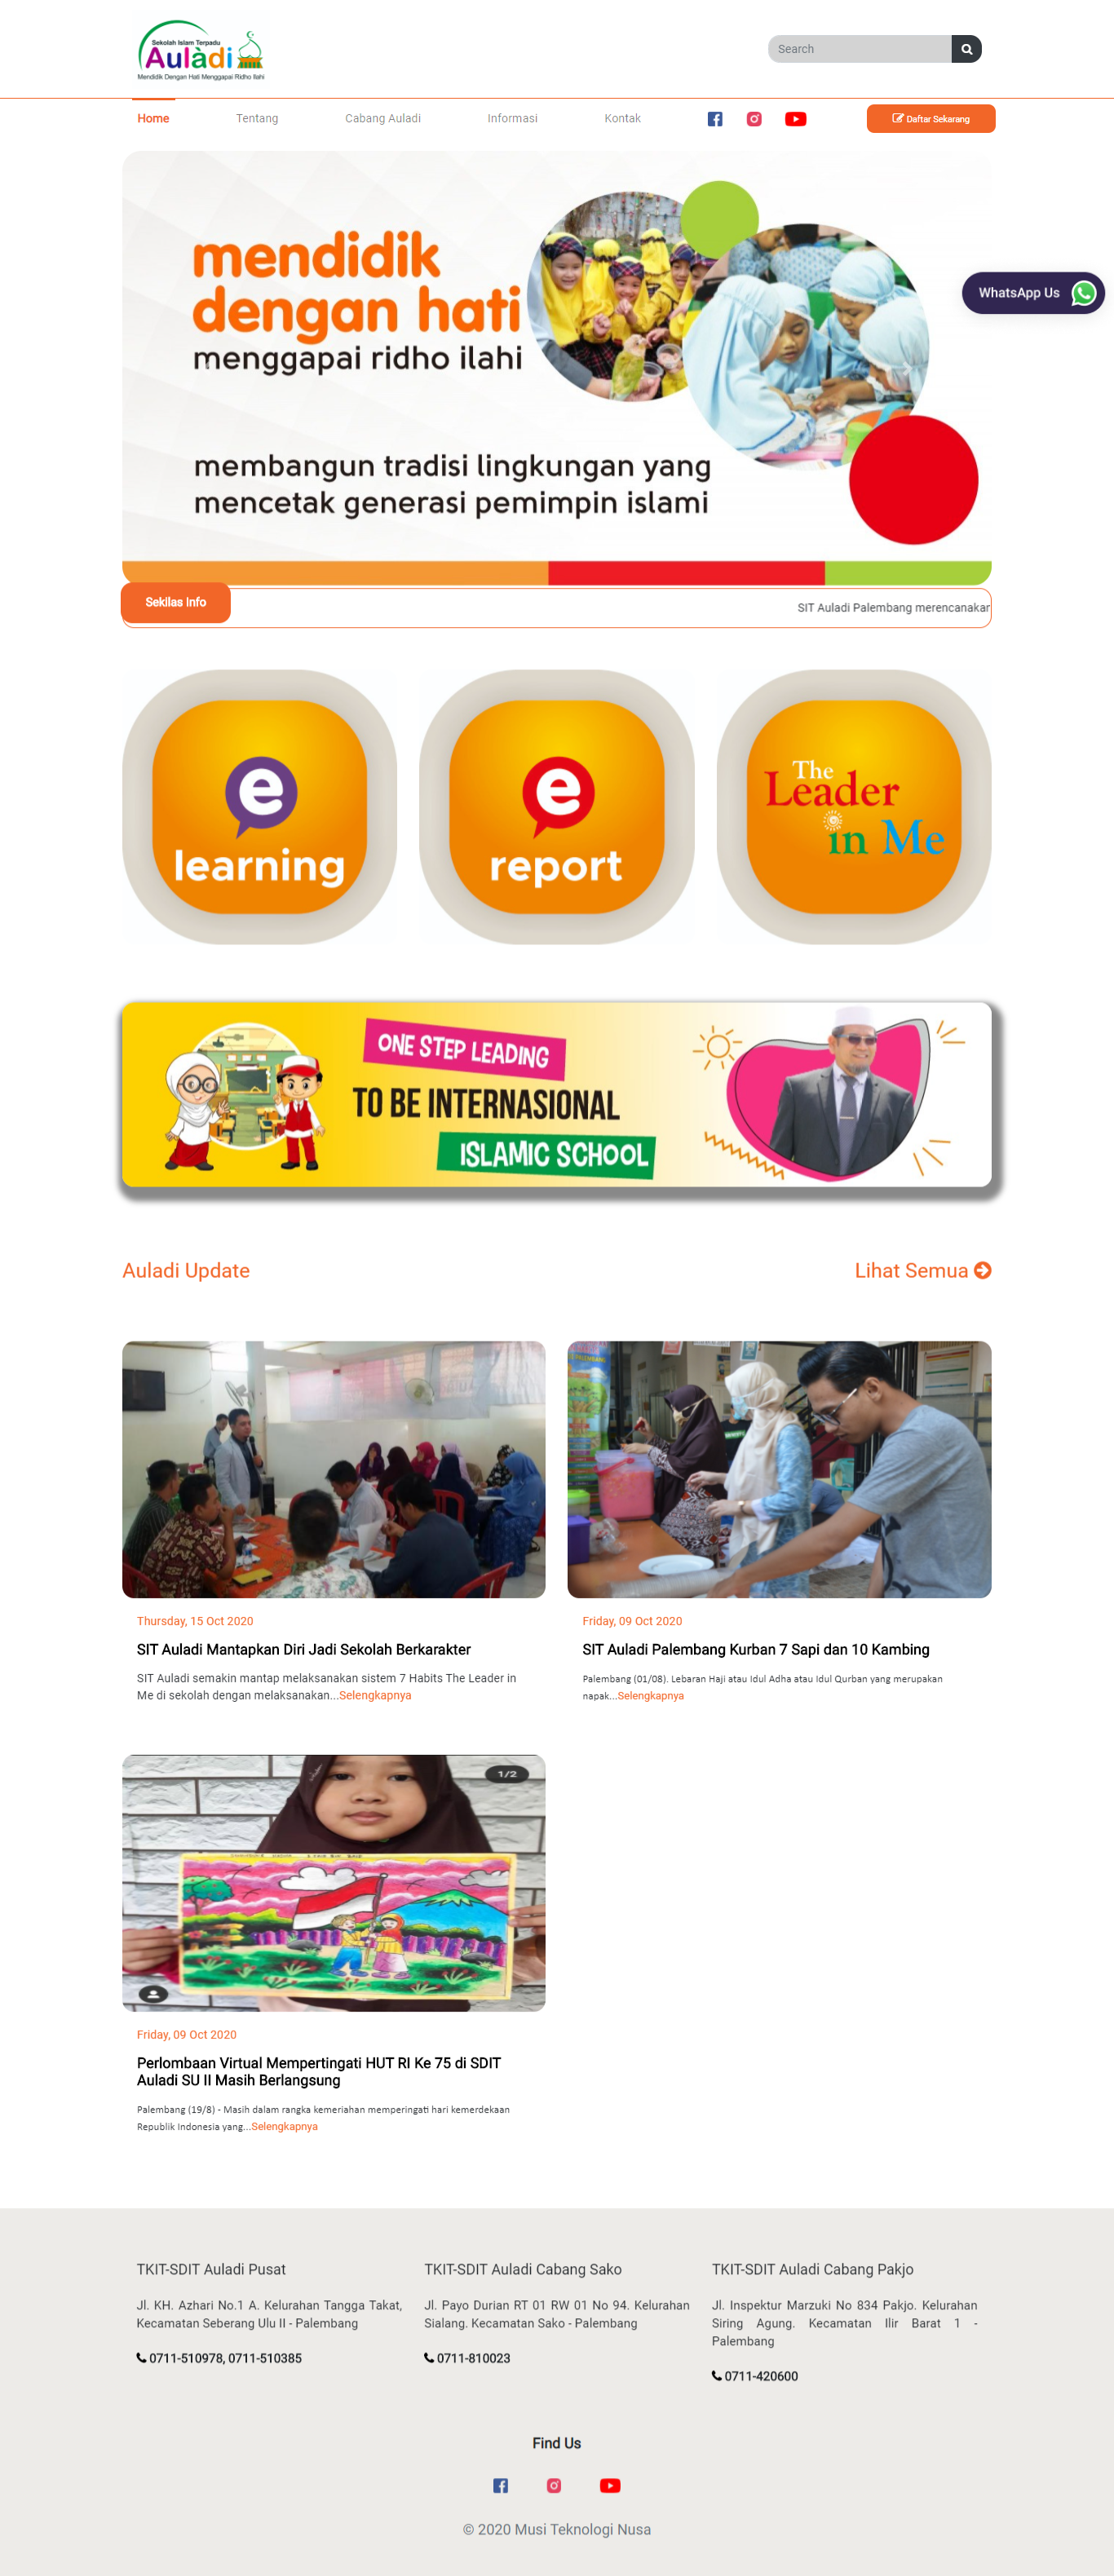 Sekolah Islam Terpadu
Aulàdi
Mendidik Dengan Hati Menggapai Ridho Ilahi
Search
Home
Tentang
Cabang Auladi
Informasi
Kontak
Daftar Sekarang
mendidik
dengan hati
menggapai ridho ilahi
WhatsApp Us
membangun tradisi lingkungan yang
mencetak generasi pemimpin islami
Sekilas Info
SIT Auladi Palembang merencanakan
e
learning
e
report
The
Leader
in Me
ONE STEP LEADING
TO BE INTERNASIONAL
ISLAMIC SCHOOL
Auladi Update
Lihat Semua
Thursday, 15 Oct 2020
SIT Auladi Mantapkan Diri Jadi Sekolah Berkarakter
SIT Auladi semakin mantap melaksanakan sistem 7 Habits The Leader in
Me di sekolah dengan melaksanakan...Selengkapnya
Friday, 09 Oct 2020
SIT Auladi Palembang Kurban 7 Sapi dan 10 Kambing
Palembang (01/08). Lebaran Haji atau Idul Adha atau Idul Qurban yang merupakan
napak...Selengkapnya
1/2
Friday, 09 Oct 2020
Perlombaan Virtual Mempertingati HUT RI Ke 75 di SDIT
Auladi SU II Masih Berlangsung
Palembang (19/8) - Masih dalam rangka kemeriahan memperingati hari kemerdekaan
Republik Indonesia yang...Selengkapnya
TKIT-SDIT Auladi Pusat
Jl. KH. Azhari No.1 A. Kelurahan Tangga Takat,
Kecamatan Seberang Ulu II - Palembang
0711-510978, 0711-510385
TKIT-SDIT Auladi Cabang Sako
Jl. Payo Durian RT 01 RW 01 No 94. Kelurahan
Sialang. Kecamatan Sako - Palembang
0711-810023
TKIT-SDIT Auladi Cabang Pakjo
Jl. Inspektur Marzuki No 834 Pakjo. Kelurahan
Siring Agung. Kecamatan Ilir Barat 1 -
Palembang
0711-420600
Find Us
© 2020 Musi Teknologi Nusa